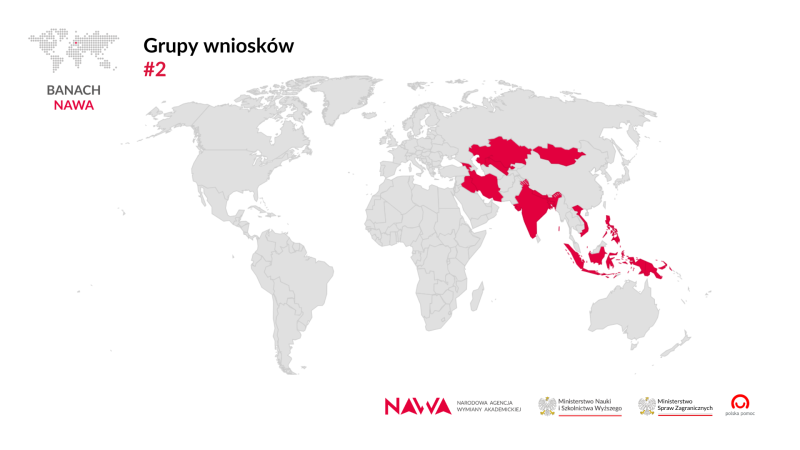 BANACH
NAWA
Grupy wniosków
#2
NAWA
NARODOWA AGENCJA
WYMIANY AKADEMICKIEJ
Ministerstwo Nauki
i Szkolnictwa Wyższego
Ministerstwo
Spraw Zagranicznych
polska pomoc